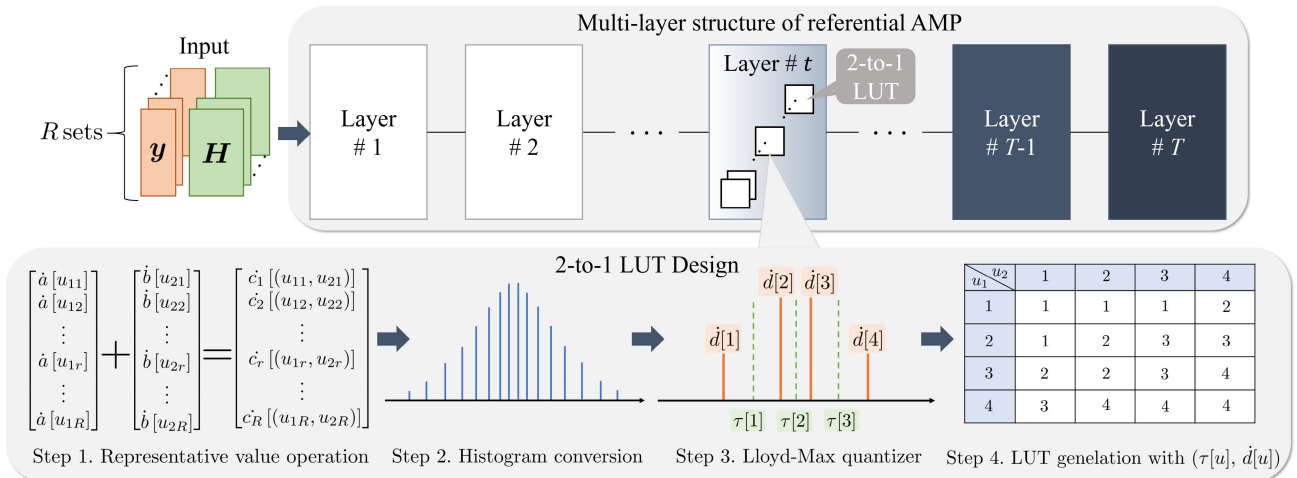 Multi-layer structure of referential AMP
Input
R sets
y
H
Layer
# 1
Layer
# 2
· · ·
Layer # t
2-to-1
LUT
· · ·
Layer
# T-1
Layer
# T
2-to-1 LUT Design
ȧ [u₁₁]
ȧ [u₁₂]
⋮
ȧ [u₁ᵣ]
⋮
ȧ [u₁R]
+
ḃ [u₂₁]
ḃ [u₂₂]
⋮
ḃ [u₂ᵣ]
⋮
ḃ [u₂R]
=
ċ₁ [(u₁₁, u₂₁)]
ċ₂ [(u₁₂, u₂₂)]
⋮
ċᵣ [(u₁ᵣ, u₂ᵣ)]
⋮
ċR [(u₁R, u₂R)]
Step 1. Representative value operation
Step 2. Histogram conversion
ḋ[1]
ḋ[2]
ḋ[3]
ḋ[4]
τ[1]
τ[2]
τ[3]
Step 3. Lloyd-Max quantizer
u₁ u₂ 1 2 3 4
1 1 1 1 2
2 1 2 3 3
3 2 2 3 4
4 3 4 4 4
Step 4. LUT genelation with (τ[u], ḋ[u])